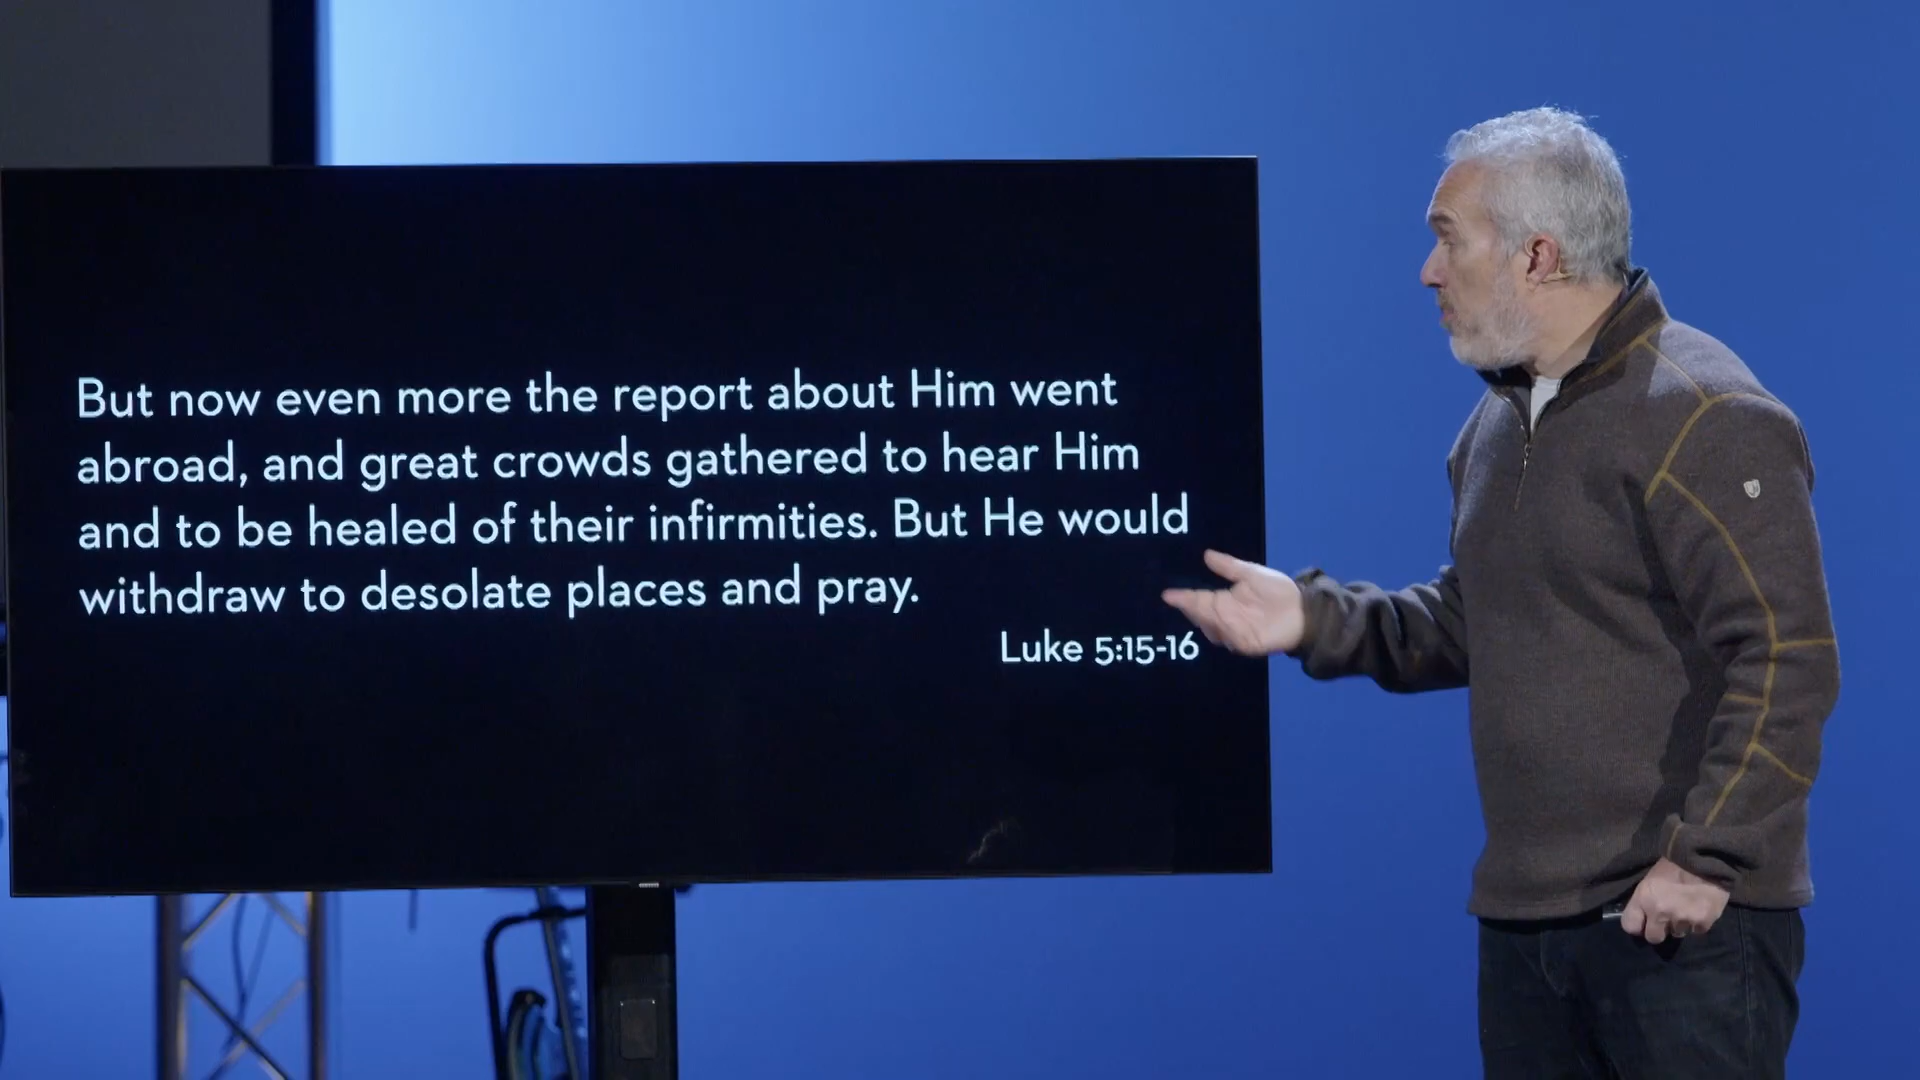 But now even more the report about Him went
abroad, and great crowds gathered to hear Him
and to be healed of their infirmities. But He would
withdraw to desolate places and pray.
Luke 5:15-16